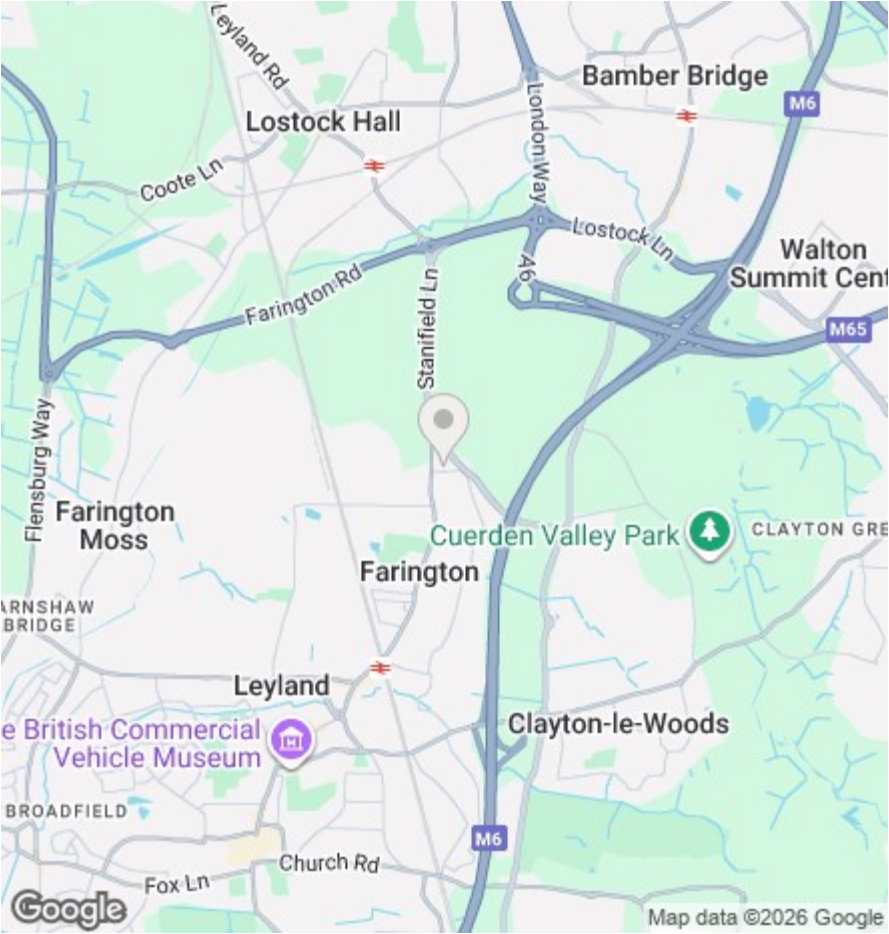 Leyland Rd
Bamber Bridge
M6
Lostock Hall
London Way
Coote Ln
Lostock Ln
Walton
Summit Cent
A6
Farington Rd
Stanifield Ln
M65
Flensburg Way
Farington
Moss
Cuerden Valley Park
CLAYTON GRE
Farington
ARNSHAW
BRIDGE
Leyland
Clayton-le-Woods
e British Commercial
Vehicle Museum
BROADFIELD
M6
Church Rd
Fox Ln
Google
Map data ©2026 Google